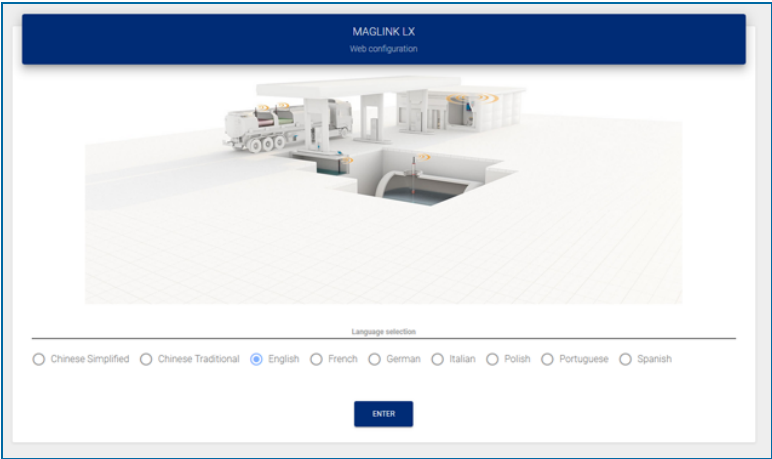 MAGLINK LX
Web configuration
Language selection
Chinese Simplified Chinese Traditional English French German Italian Polish Portuguese Spanish
ENTER